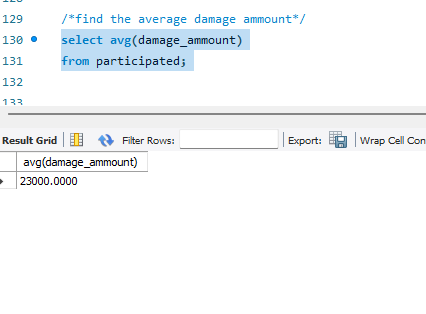 129 /*find the average damage ammount*/
130 select avg(damage_ammount)
131 from participated;
132
133
Result Grid Filter Rows: Export: Wrap Cell Con
avg(damage_ammount)
23000.0000